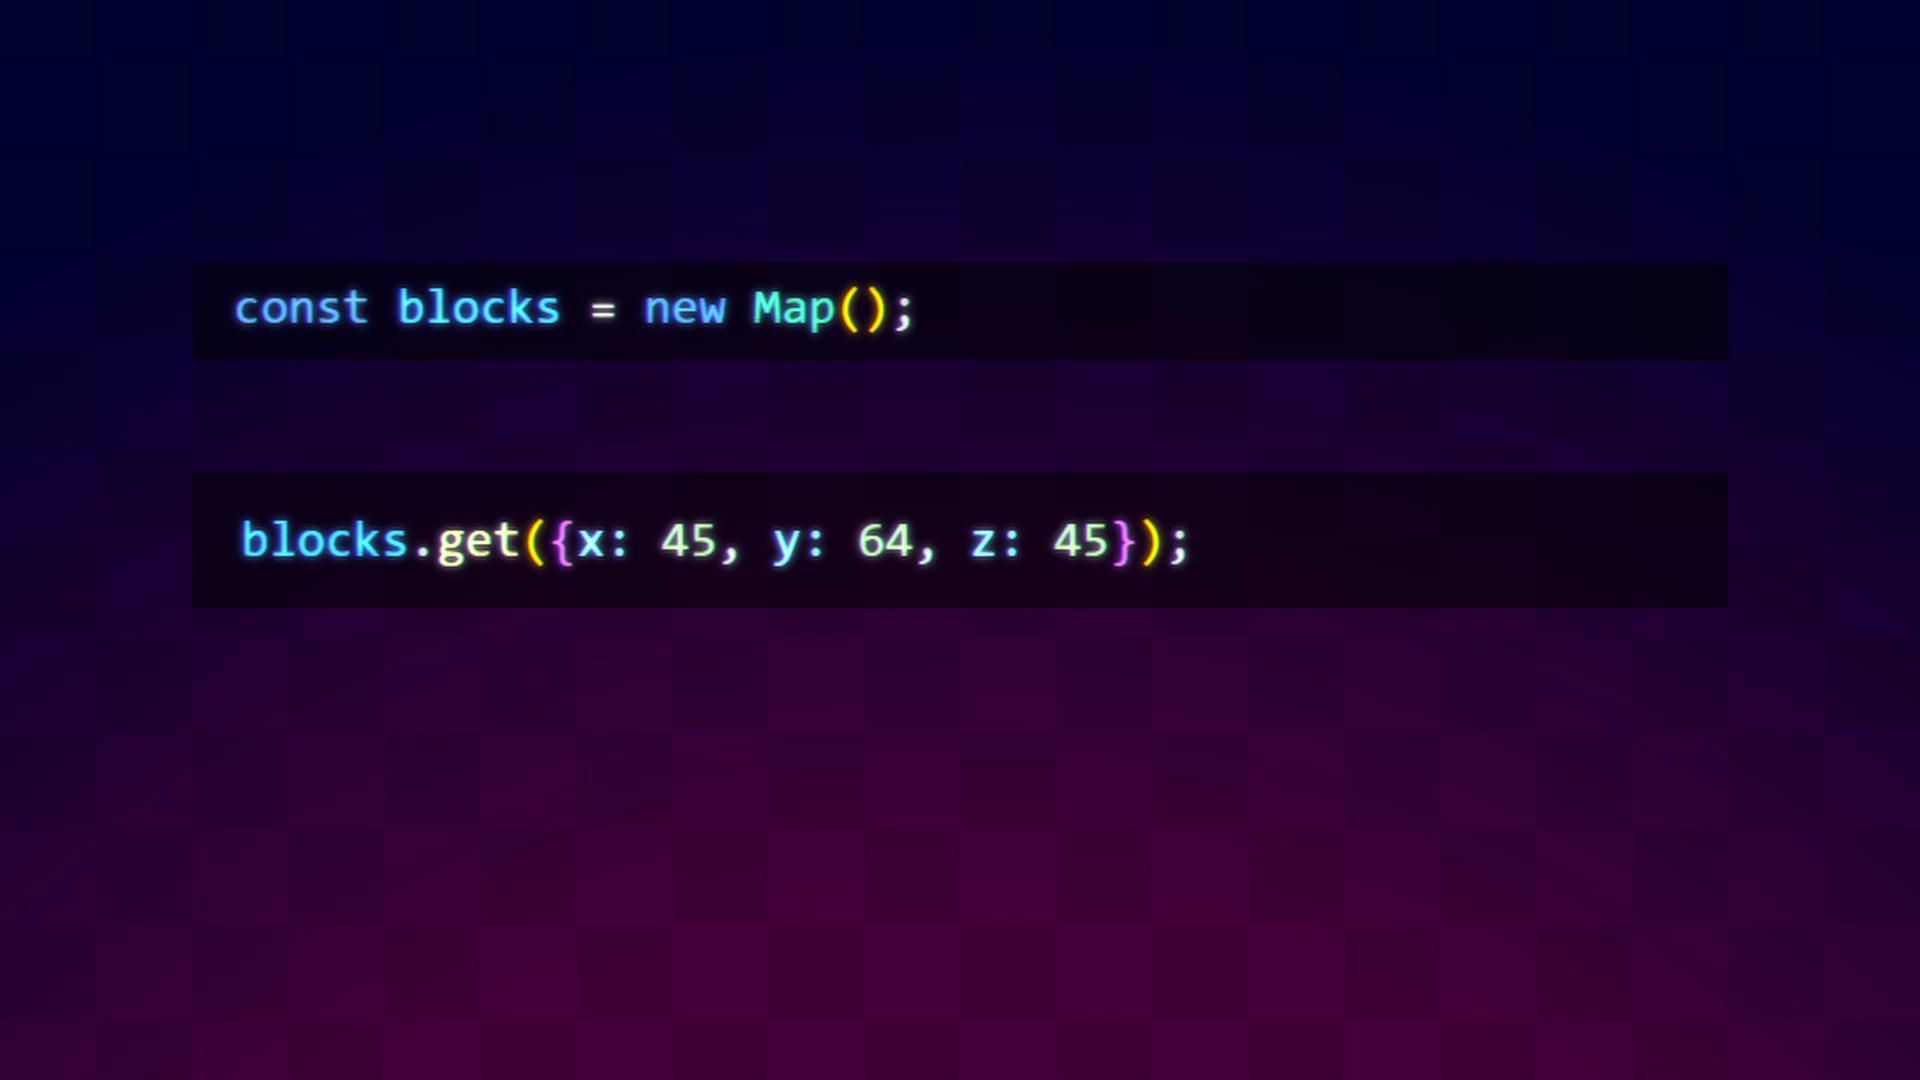 const blocks = new Map();
blocks.get({x: 45, y: 64, z: 45});